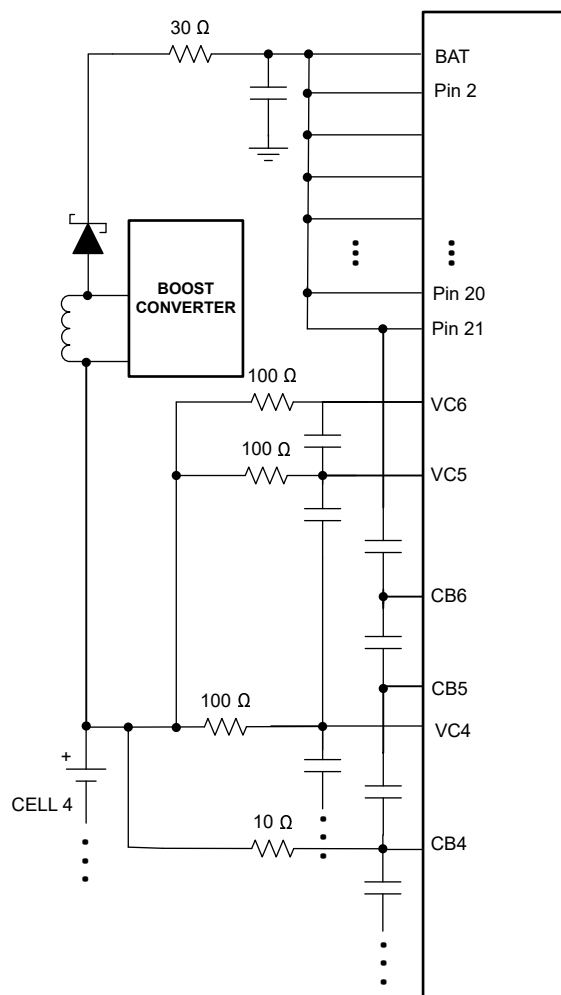 30 Ω
BAT
Pin 2
BOOST
CONVERTER
Pin 20
Pin 21
100 Ω
VC6
100 Ω
VC5
CB6
CB5
100 Ω
VC4
+
CELL 4
10 Ω
CB4